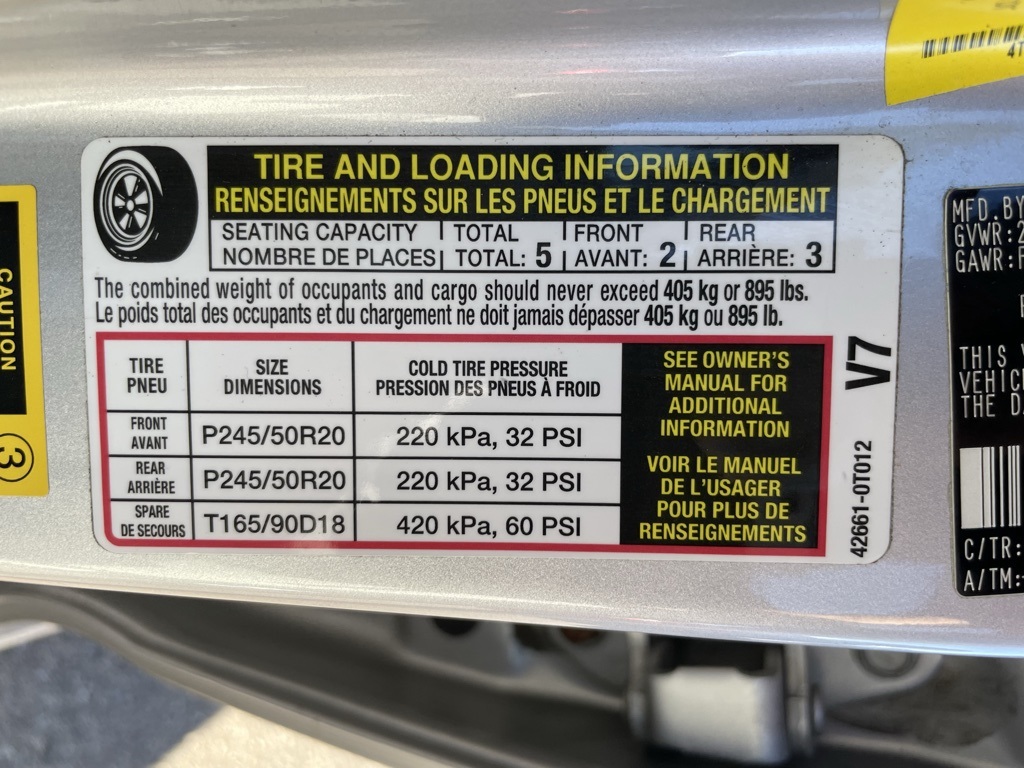 TIRE AND LOADING INFORMATION
RENSEIGNEMENTS SUR LES PNEUS ET LE CHARGEMENT
SEATING CAPACITY TOTAL FRONT REAR
NOMBRE DE PLACES TOTAL: 5 AVANT: 2 ARRIÈRE: 3
The combined weight of occupants and cargo should never exceed 405 kg or 895 lbs.
Le poids total des occupants et du chargement ne doit jamais dépasser 405 kg ou 895 lb.
TIRE
PNEU
SIZE
DIMENSIONS
COLD TIRE PRESSURE
PRESSION DES PNEUS À FROID
FRONT
AVANT
P245/50R20
220 kPa, 32 PSI
REAR
ARRIÈRE
P245/50R20
220 kPa, 32 PSI
SPARE
DE SECOURS
T165/90D18
420 kPa, 60 PSI
SEE OWNER'S
MANUAL FOR
ADDITIONAL
INFORMATION
VOIR LE MANUEL
DE L'USAGER
POUR PLUS DE
RENSEIGNEMENTS
V7
42661-0T012
CAUTION
3
MFD.BY
GVWR:2
GAWR:F
THIS
VEHIC
THE D
C/TR:
A/TM:
4T